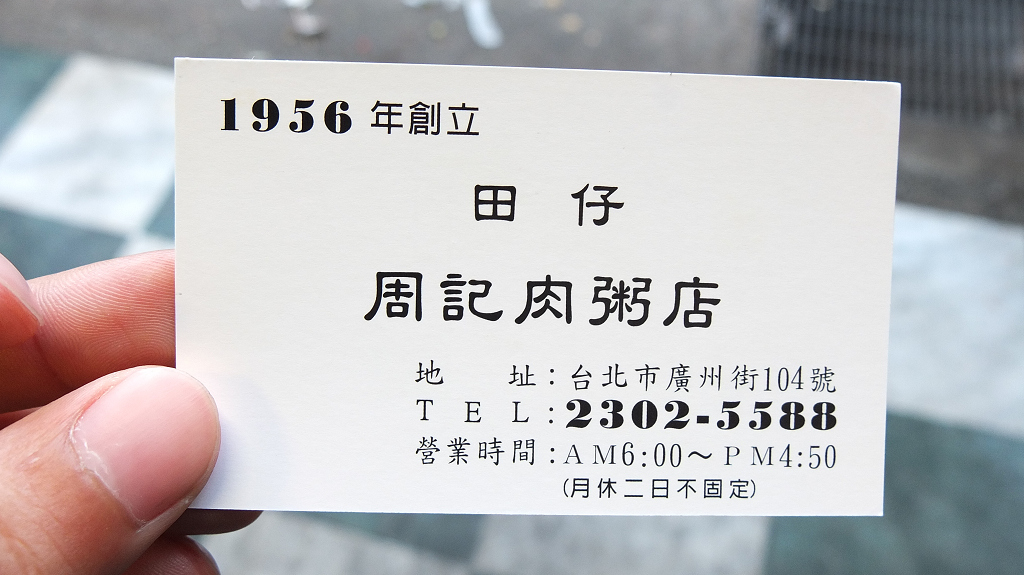 1956 年創立
田 仔
周記肉粥店
地 址：台北市廣州街104號
T E L：2302-5588
營業時間：AM6:00～PM4:50
(月休二日不固定)